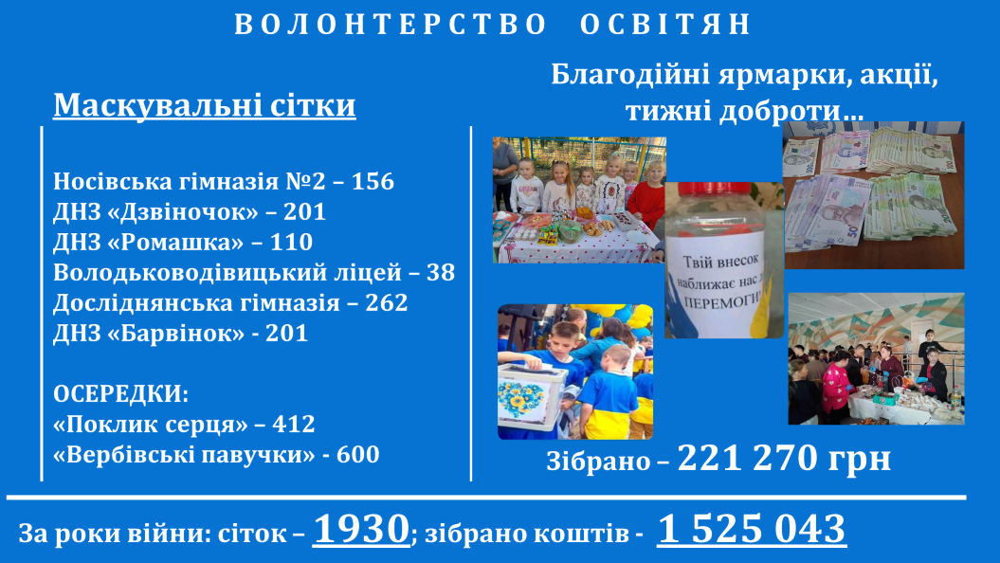 ВОЛОНТЕРСТВО ОСВІТЯН
Маскувальні сітки
Носівська гімназія №2 – 156
ДНЗ «Дзвіночок» – 201
ДНЗ «Ромашка» – 110
Володьководівицький ліцей – 38
Досліднянська гімназія – 262
ДНЗ «Барвінок» - 201
ОСЕРЕДКИ:
«Поклик серця» – 412
«Вербівські павучки» - 600
Благодійні ярмарки, акції,
тижні доброти…
Твій внесок
наближає нас
ПЕРЕМОГИ!
Зібрано – 221 270 грн
За роки війни: сіток – 1930; зібрано коштів - 1 525 043